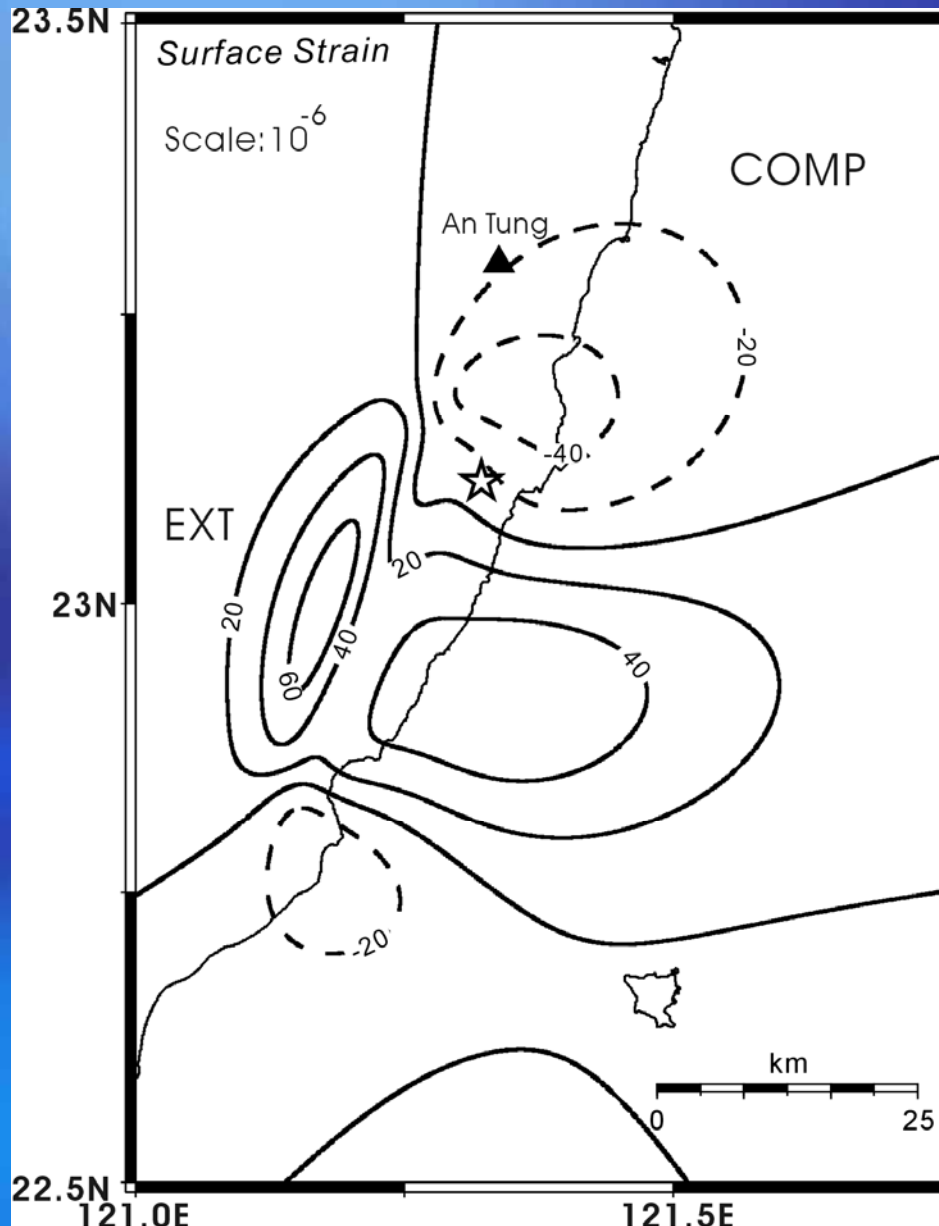 23.5N
Surface Strain
Scale:10-6
COMP
An Tung
-20
-40
EXT
20
23N
20
40
40
60
-20
km
0 25
22.5N
121.0E 121.5E